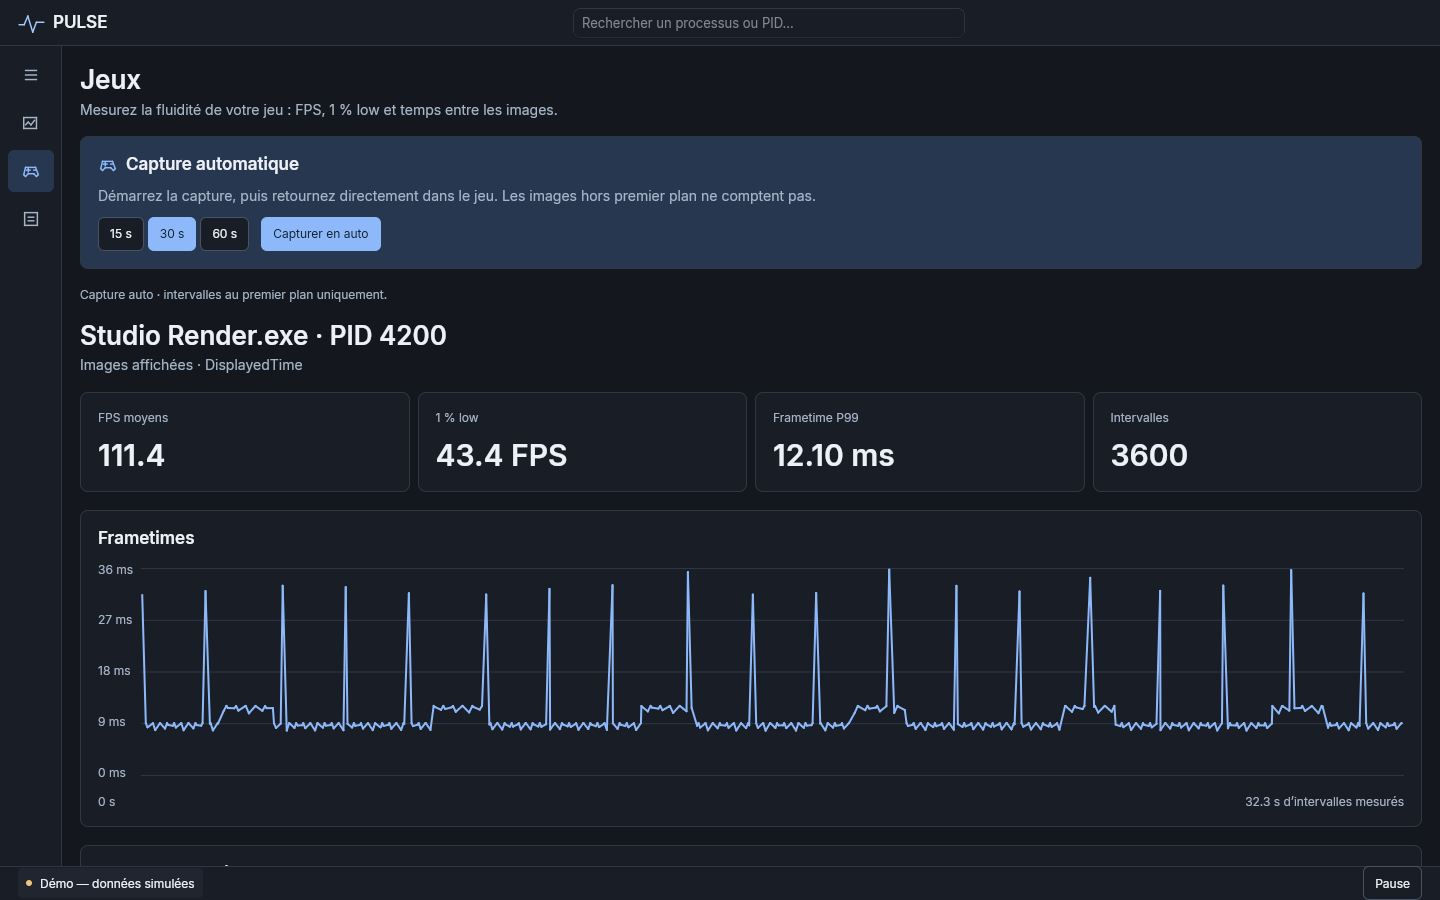 PULSE
Rechercher un processus ou PID...
Jeux
Mesurez la fluidité de votre jeu : FPS, 1 % low et temps entre les images.
Capture automatique
Démarrez la capture, puis retournez directement dans le jeu. Les images hors premier plan ne comptent pas.
15 s 30 s 60 s Capturer en auto
Capture auto · intervalles au premier plan uniquement.
Studio Render.exe · PID 4200
Images affichées · DisplayedTime
FPS moyens 1 % low Frametime P99 Intervalles
111.4 43.4 FPS 12.10 ms 3600
Frametimes
36 ms
27 ms
18 ms
9 ms
0 ms
0 s 32.3 s d’intervalles mesurés
Démo — données simulées Pause